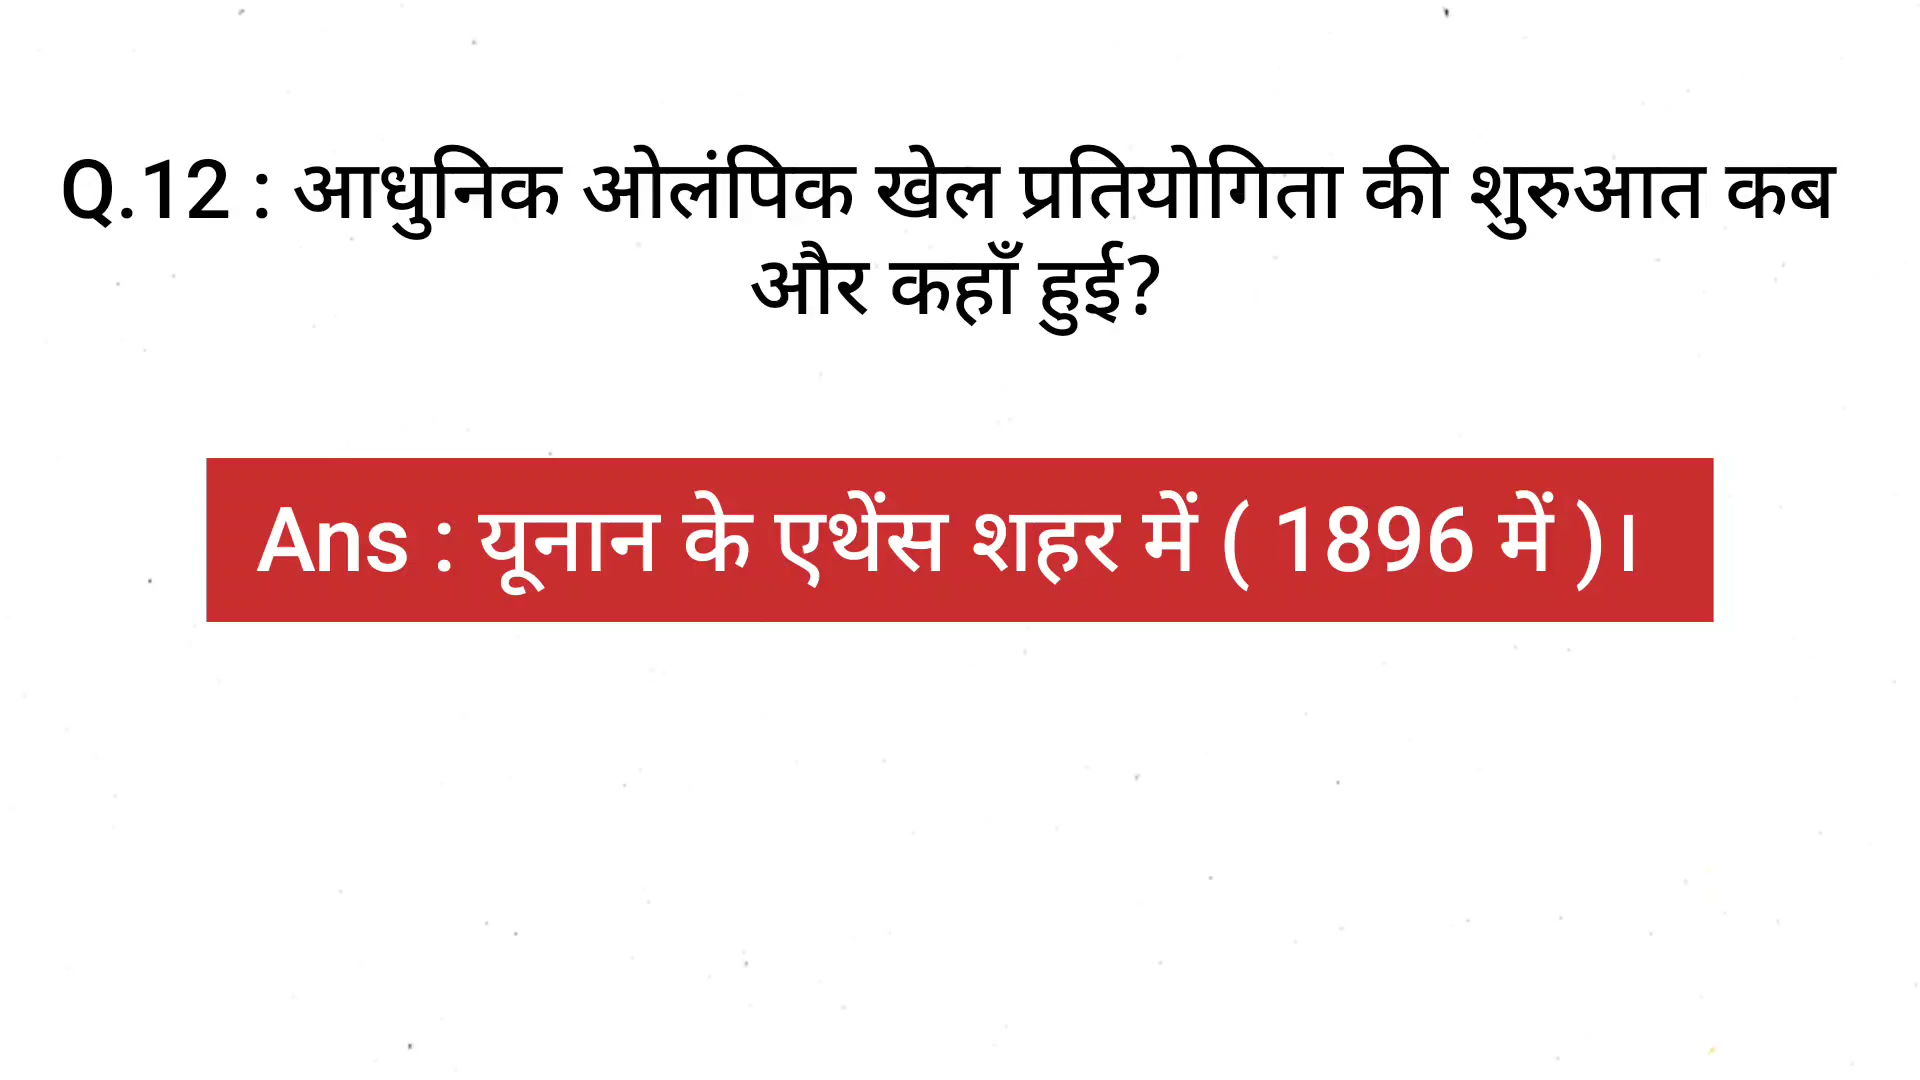 Q.12 : आधुनिक ओलंपिक खेल प्रतियोगिता की शुरुआत कब
और कहाँ हुई?
Ans : यूनान के एथेंस शहर में ( 1896 में )।